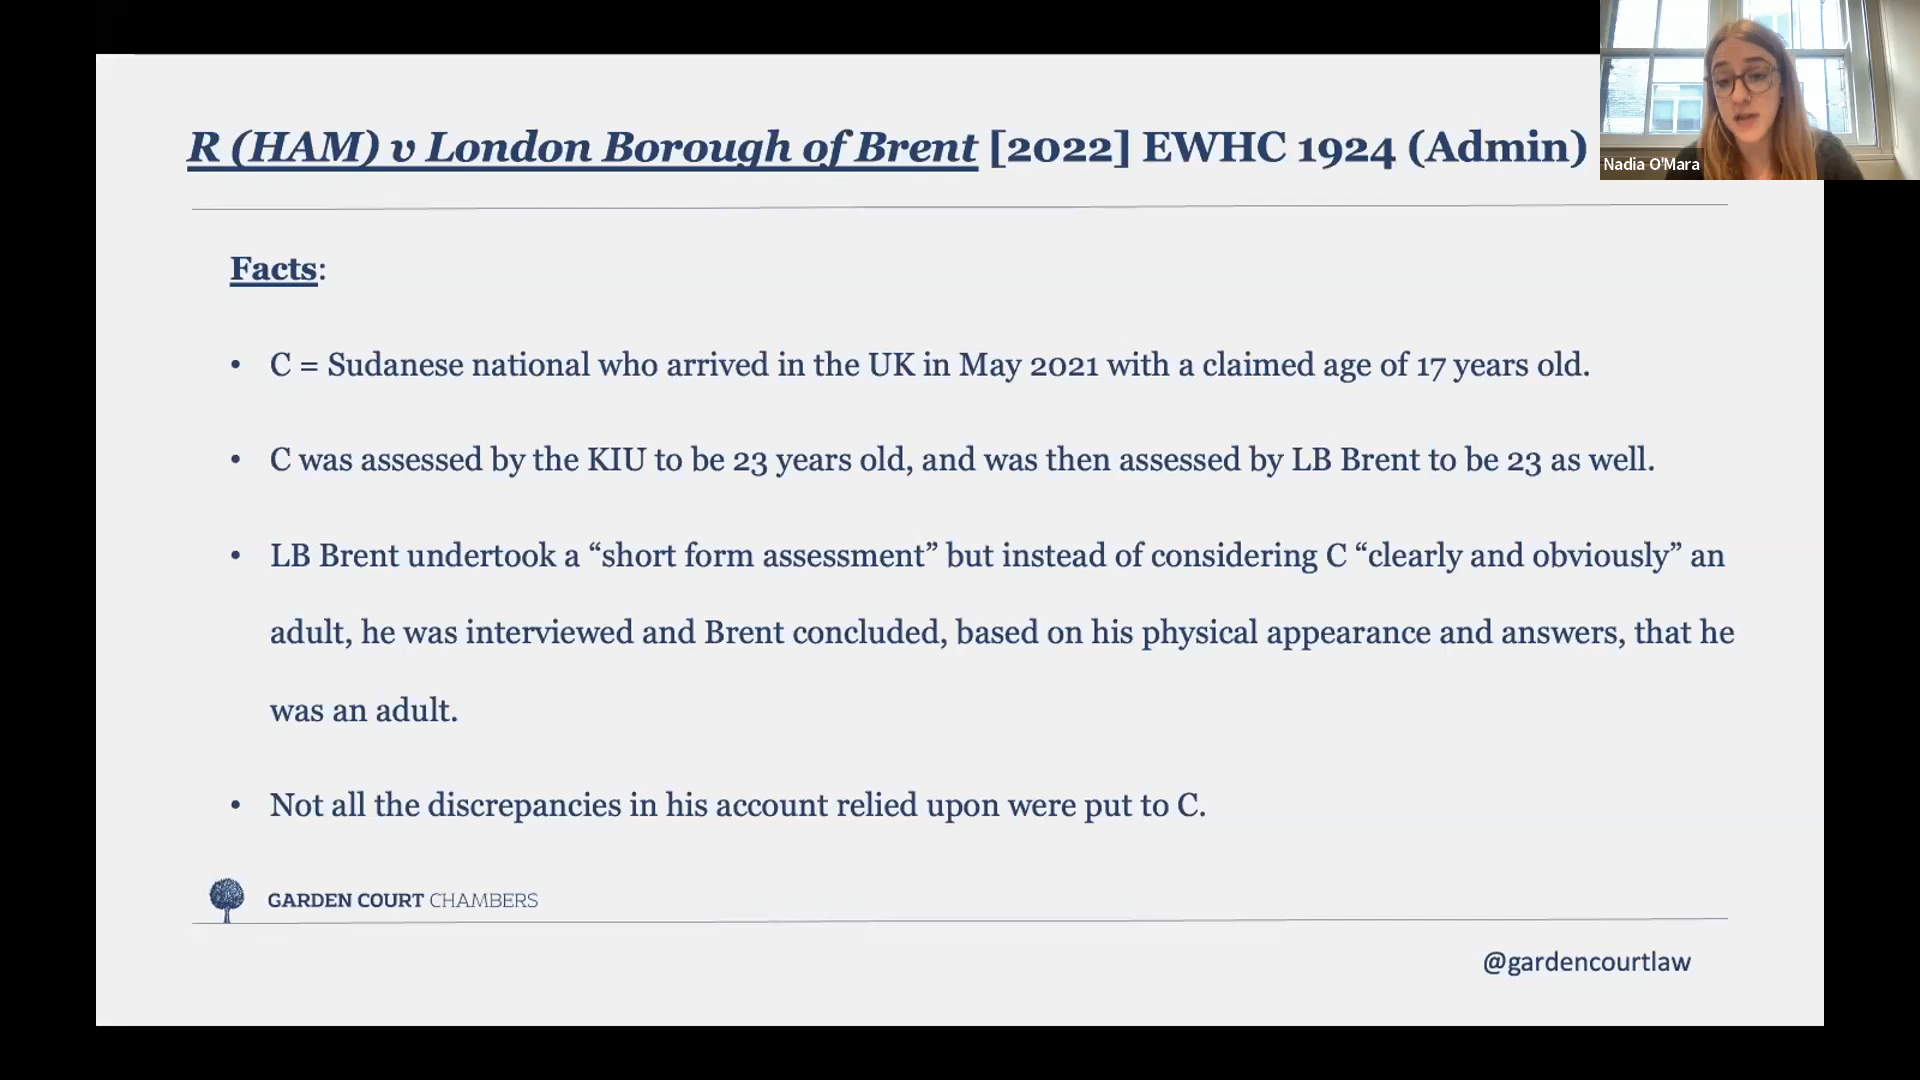 R (HAM) v London Borough of Brent [2022] EWHC 1924 (Admin)
Nadia O'Mara
Facts:
• C = Sudanese national who arrived in the UK in May 2021 with a claimed age of 17 years old.
• C was assessed by the KIU to be 23 years old, and was then assessed by LB Brent to be 23 as well.
• LB Brent undertook a “short form assessment” but instead of considering C “clearly and obviously” an
adult, he was interviewed and Brent concluded, based on his physical appearance and answers, that he
was an adult.
• Not all the discrepancies in his account relied upon were put to C.
GARDEN COURT CHAMBERS
@gardencourtlaw